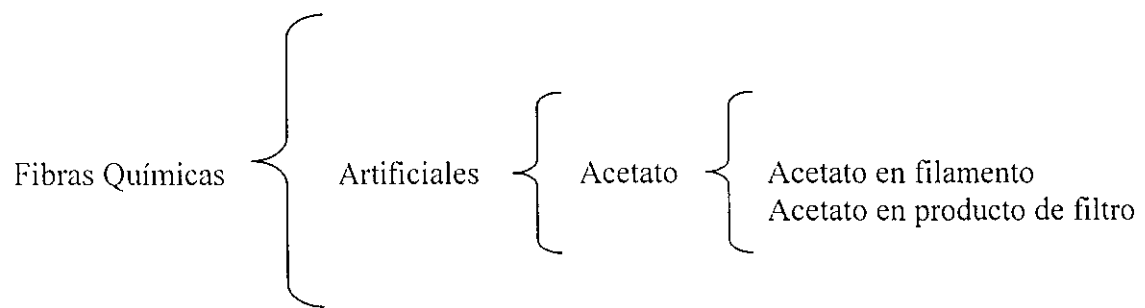 Fibras Químicas
Artificiales
Acetato
Acetato en filamento
Acetato en producto de filtro